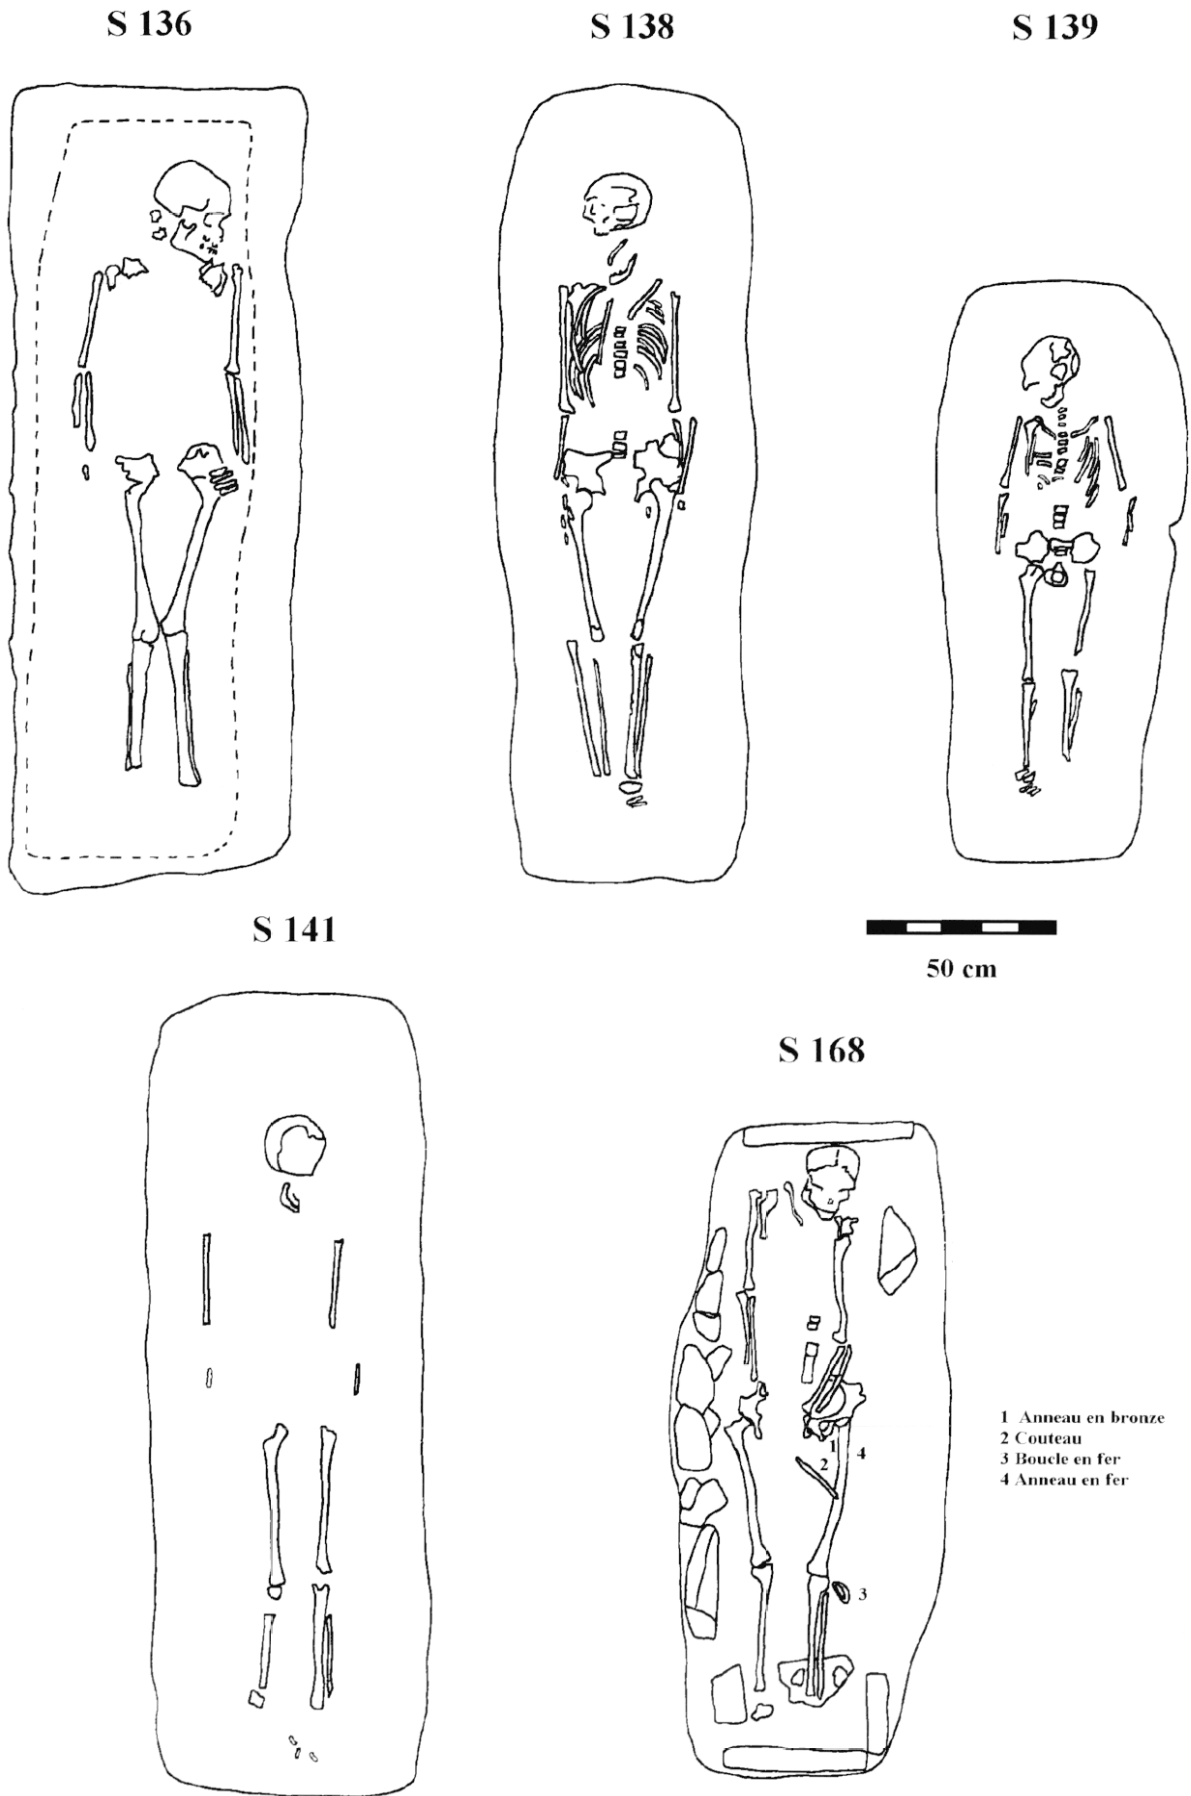 S 136
S 138
S 139
S 141
50 cm
S 168
1
4
2
3
1 Anneau en bronze
2 Couteau
3 Boucle en fer
4 Anneau en fer